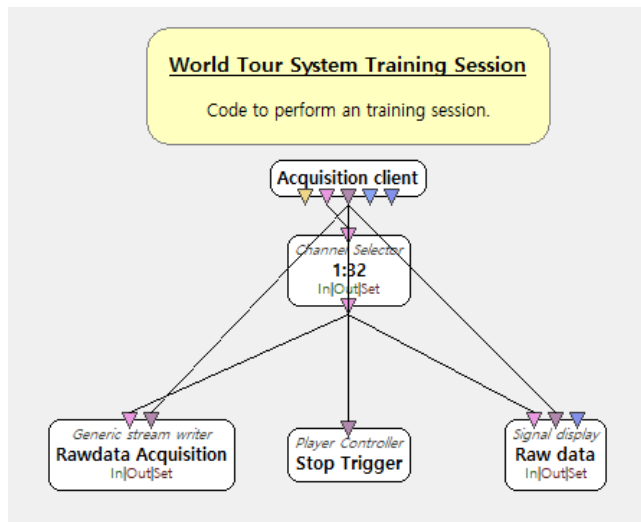 World Tour System Training Session
Code to perform an training session.
Acquisition client
Channel Selector
1:32
In|Out|Set
Generic stream writer
Rawdata Acquisition
In|Out|Set
Player Controller
Stop Trigger
Signal display
Raw data
In|Out|Set